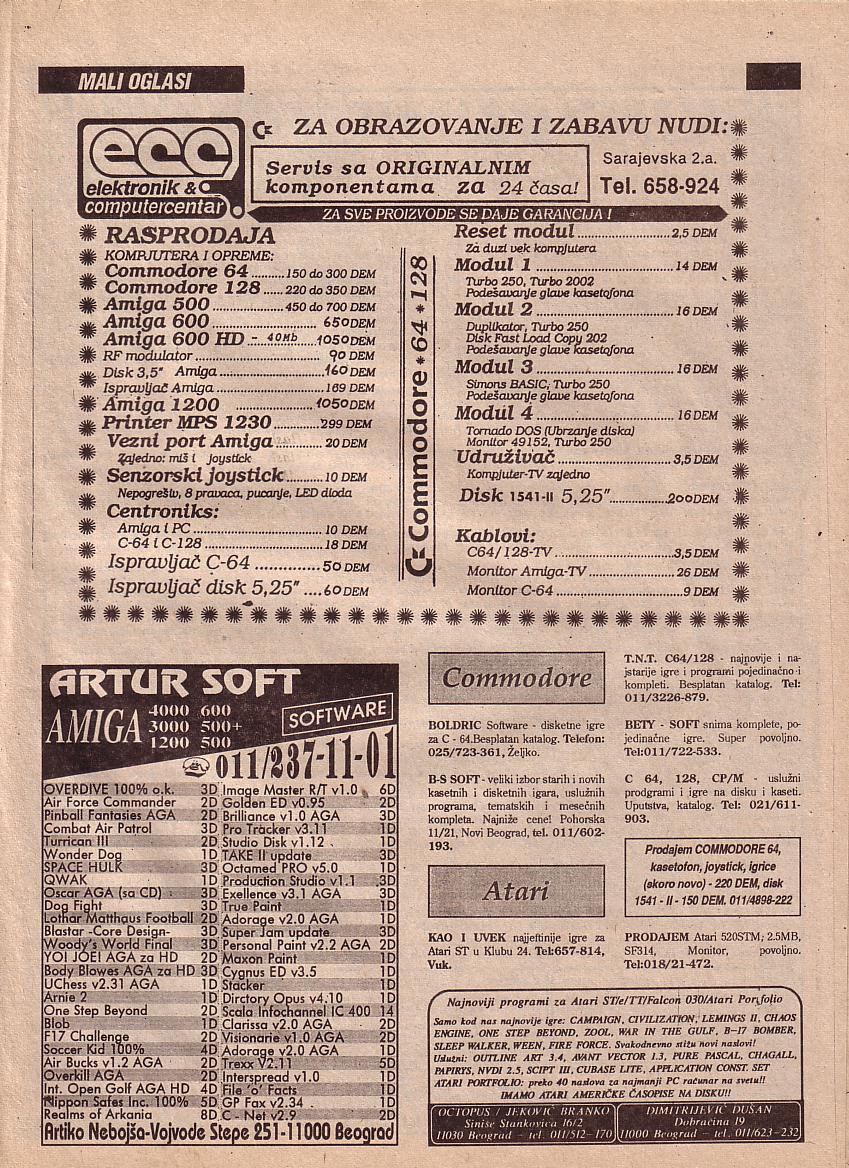 MALI OGLASI
ecc
elektronik &
computercentar
ZA OBRAZOVANJE I ZABAVU NUDI:
Servis sa ORIGINALNIM
komponentama za 24 časa!
Sarajevska 2.a.
Tel. 658-924
ZA SVE PROIZVODE SE DAJE GARANCIJA !
RASPRODAJA
KOMPJUTERA I OPREME:
Commodore 64 ..........150 do 300 DEM
Commodore 128 ...... 220 do 350 DEM
Amiga 500 ............................. 450 do 700 DEM
Amiga 600 ............................. 650 DEM
Amiga 600 HD - 40Mb ....1050 DEM
RF modulator .................................. 90 DEM
Disk 3,5" Amiga ............................ 160 DEM
Ispravljač Amiga ............................ 169 DEM
Amiga 1200 ............................1050 DEM
Printer MPS 1230 ............299 DEM
Vezni port Amiga ............ 20 DEM
Zajedno: miš i joystick
Senzorski joystick ..........10 DEM
Nepogrešiv, 8 pravaca, pucanje, LED dioda
Centroniks:
Amiga i PC ..................................... 10 DEM
C-64 i C-128 .................................. 18 DEM
Ispravljač C-64 .............. 50 DEM
Ispravljač disk 5,25" .... 60 DEM
Commodore * 64 * 128
Reset modul ........................ 2,5 DEM
Za duzi vek kompjutera
Modul 1 .................................... 14 DEM
Turbo 250, Turbo 2002
Podešavanje glave kasetofona
Modul 2 .................................... 16 DEM
Duplikator, Turbo 250
Disk Fast Load Copy 202
Podešavanje glave kasetofona
Modul 3 .................................... 16 DEM
Simons BASIC, Turbo 250
Podešavanje glave kasetofona
Modul 4 .................................... 16 DEM
Tornado DOS (Ubrzanje diska)
Monitor 49152, Turbo 250
Udruživač .............................. 3,5 DEM
Kompjuter-TV zajedno
Disk 1541-II 5,25"................200 DEM
Kablovi:
C64/128-TV .............................. 3,5 DEM
Monitor Amiga-TV ...................... 26 DEM
Monitor C-64 ................................ 9 DEM
ARTUR SOFT
AMIGA
4000 600
3000 500+
1200 500
SOFTWARE
011/237-11-01
OVERDIVE 100% o.k. 3D
Air Force Commander 2D
Pinball Fantasies AGA 2D
Combat Air Patrol 3D
Turrican III 2D
Wonder Dog 1D
SPACE HULK 3D
QWAK 1D
Oscar AGA (sa CD) 3D
Dog Fight 3D
Lothar Matthaus Football 2D
Blastar -Core Design- 3D
Woody's World Final 3D
YO! JOE! AGA za HD 2D
Body Blowes AGA za HD 3D
UChess v2.31 AGA 1D
Arnie 2 1D
One Step Beyond 2D
Blob 1D
F17 Challenge 2D
Soccer Kid 100% 4D
Air Bucks v1.2 AGA 2D
Overkill AGA 2D
Int. Open Golf AGA HD 4D
Nippon Safes Inc. 100% 5D
Realms of Arkania 8D
Image Master R/T v1.0 6D
Golden ED v0.95 2D
Brilliance v1.0 AGA 3D
Pro Tracker v3.11 1D
Studio Disk v1.12 1D
TAKE II update 3D
Octamed PRO v5.0 1D
Production Studio v1.1 3D
Exellence v3.1 AGA 3D
True Paint 1D
Adorage v2.0 AGA 1D
Super Jam update 3D
Personal Paint v2.2 AGA 2D
Maxon Paint 1D
Cygnus ED v3.5 1D
Stacker 1D
Dirctory Opus v4.10 1D
Scala Infochannel IC 400 14
Clarissa v2.0 AGA 1D
Visionarie v1.0 AGA 2D
Adorage v2.0 AGA 1D
Trexx V2.11 5D
Interspread v1.0 1D
File 'o' Facts 1D
GP Fax v2.34 1D
C - Net v2.9 2D
Artiko Nebojša-Vojvode Stepe 251-11000 Beograd
Commodore
BOLDRIC Software - disketne igre
za C - 64.Besplatan katalog. Telefon:
025/723-361, Željko.
B-S SOFT - veliki izbor starih i novih
kasetnih i disketnih igara, uslužnih
programa, tematskih i mesečnih
kompleta. Najniže cene! Pohorska
11/21, Novi Beograd, tel. 011/602-
193.
Atari
KAO I UVEK najjeftinije igre za
Atari ST u Klubu 24. Tel:657-814,
Vuk.
T.N.T. C64/128 - najnovije i na-
jstarije igre i programi pojedinačno i
kompleti. Besplatan katalog. Tel:
011/3226-879.
BETY - SOFT snima komplete, po-
jedinačne igre. Super povoljno.
Tel:011/722-533.
C 64, 128, CP/M - uslužni
prodgrami i igre na disku i kaseti.
Uputstva, katalog. Tel: 021/611-
903.
Prodajem COMMODORE 64,
kasetofon, joystick, igrice
(skoro novo) - 220 DEM, disk
1541 - II - 150 DEM. 011/4898-222
PRODAJEM Atari 520STM, 2.5MB,
SF314, Monitor, povoljno.
Tel:018/21-472.
Najnoviji programi za Atari ST/e/TT/Falcon 030/Atari Portfolio
Samo kod nas najnovije igre: CAMPAIGN, CIVILIZATION, LEMINGS II, CHAOS
ENGINE, ONE STEP BEYOND, ZOOL, WAR IN THE GULF, B-17 BOMBER,
SLEEP WALKER, WEEN, FIRE FORCE. Svakodnevno stižu novi naslovi!
Uslužni: OUTLINE ART 3.4, AVANT VECTOR 1.3, PURE PASCAL, CHAGALL,
PAPIRYS, NVDI 2.5, SCIPT III, CUBASE LITE, APPLICATION CONST. SET
ATARI PORTFOLIO: preko 40 naslova za najmanji PC računar na svetu!!
IMAMO ATARI AMERIČKE ČASOPISE NA DISKU!!
OCTOPUS / JEKOVIĆ BRANKO
Siniše Stankovića 16/2
11030 Beograd - tel. 011/512-170
DIMITRIJEVIĆ DUŠAN
Dobračina 19
11000 Beograd - tel. 011/623-232